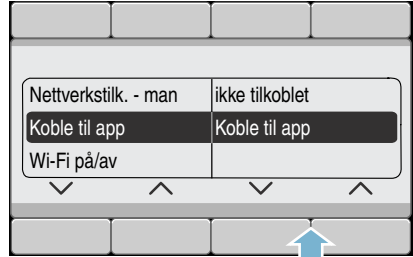 Nettverkstilk. - man ikke tilkoblet
Koble til app Koble til app
Wi-Fi på/av